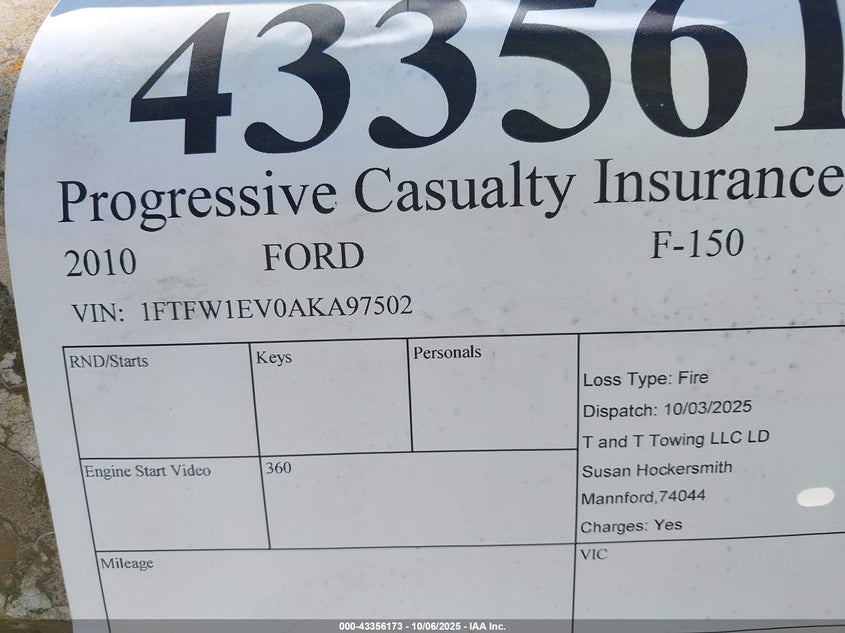 433561
Progressive Casualty Insurance
2010 FORD F-150
VIN: 1FTFW1EV0AKA97502
RND/Starts
Keys
Personals
Loss Type: Fire
Dispatch: 10/03/2025
T and T Towing LLC LD
Susan Hockersmith
Mannford,74044
Charges: Yes
Engine Start Video
360
Mileage
VIC
000-43356173 - 10/06/2025 - IAA Inc.